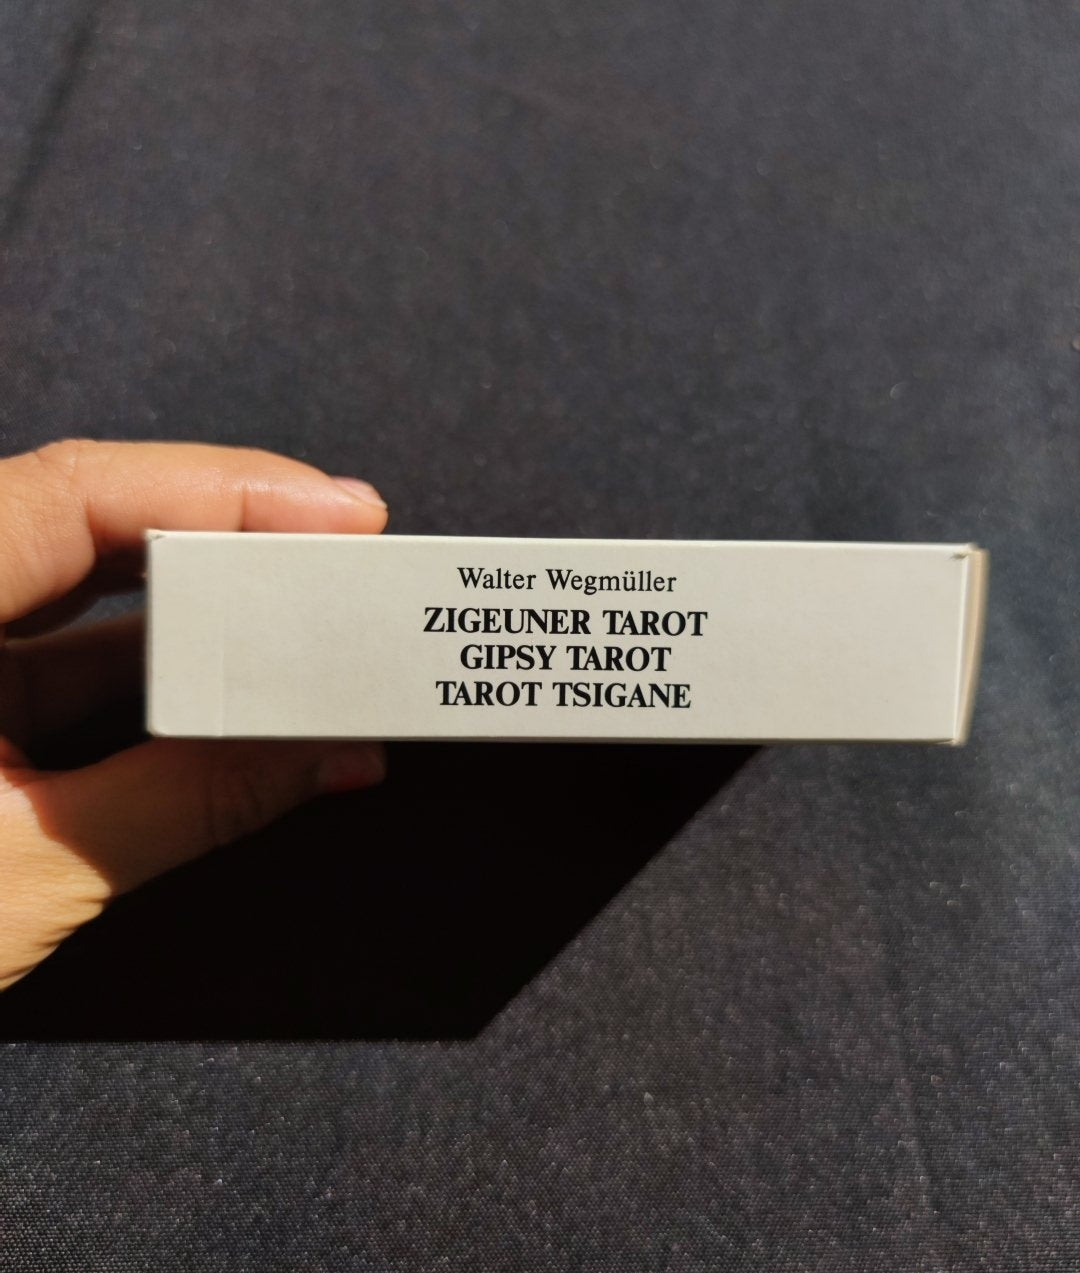 Walter Wegmüller
ZIGEUNER TAROT
GIPSY TAROT
TAROT TSIGANE